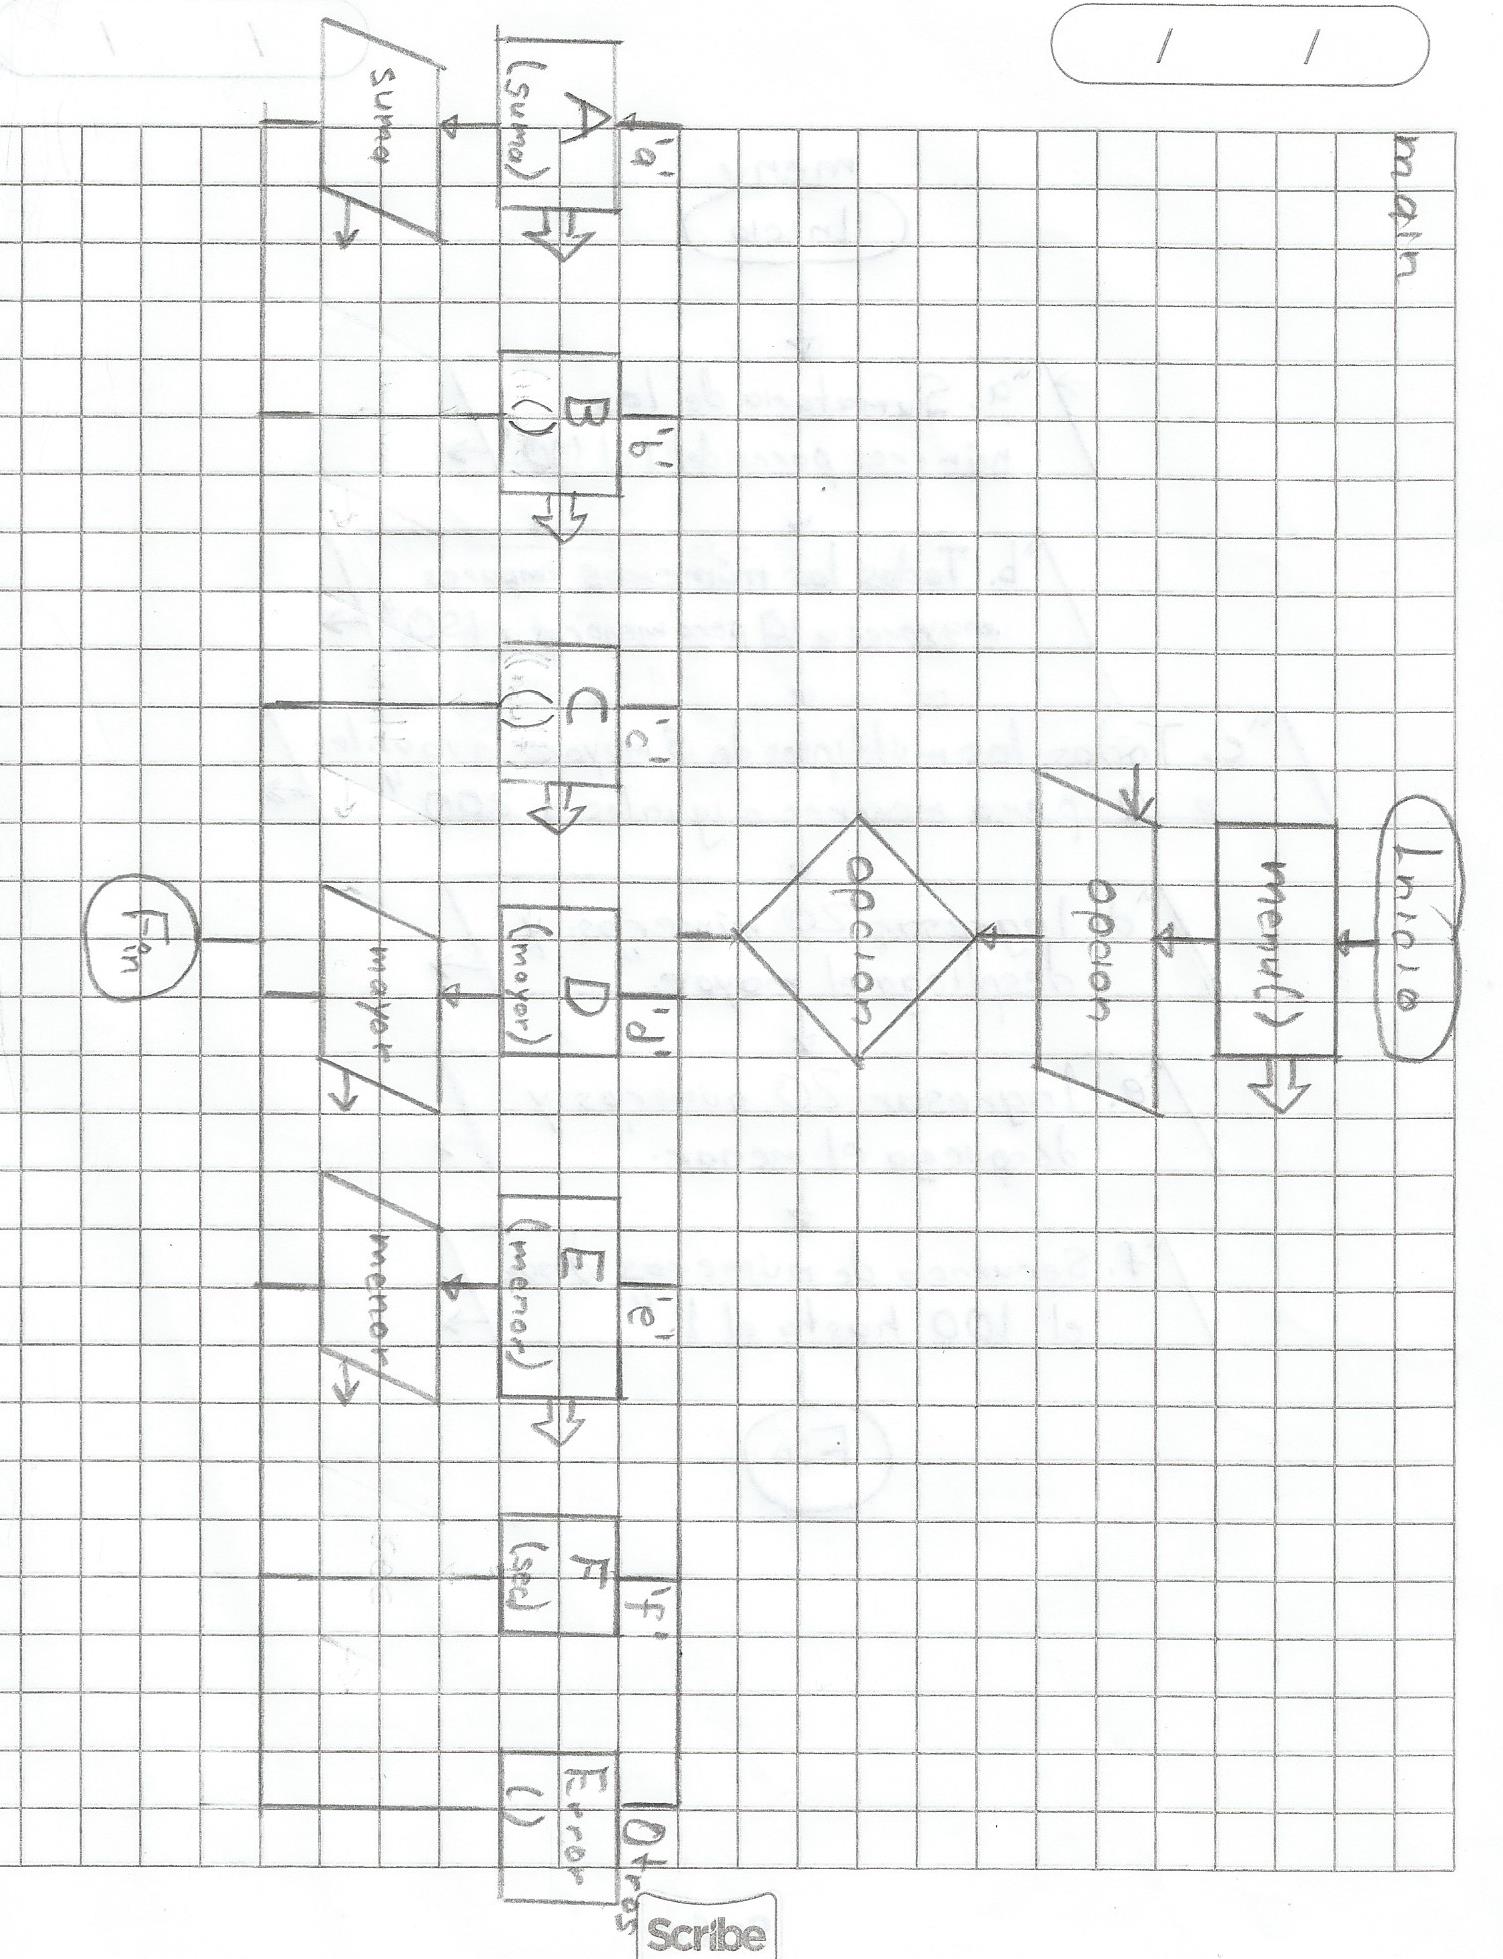 main
Inicio
menu()
opcion
opcion
'a'
'b'
'c'
'd'
'e'
'f'
Otros
A
(suma)
B
()
C
()
D
(mayor)
E
(menor)
F
(sec)
Error
()
suma
mayor
menor
Fin
/ /
Scribe